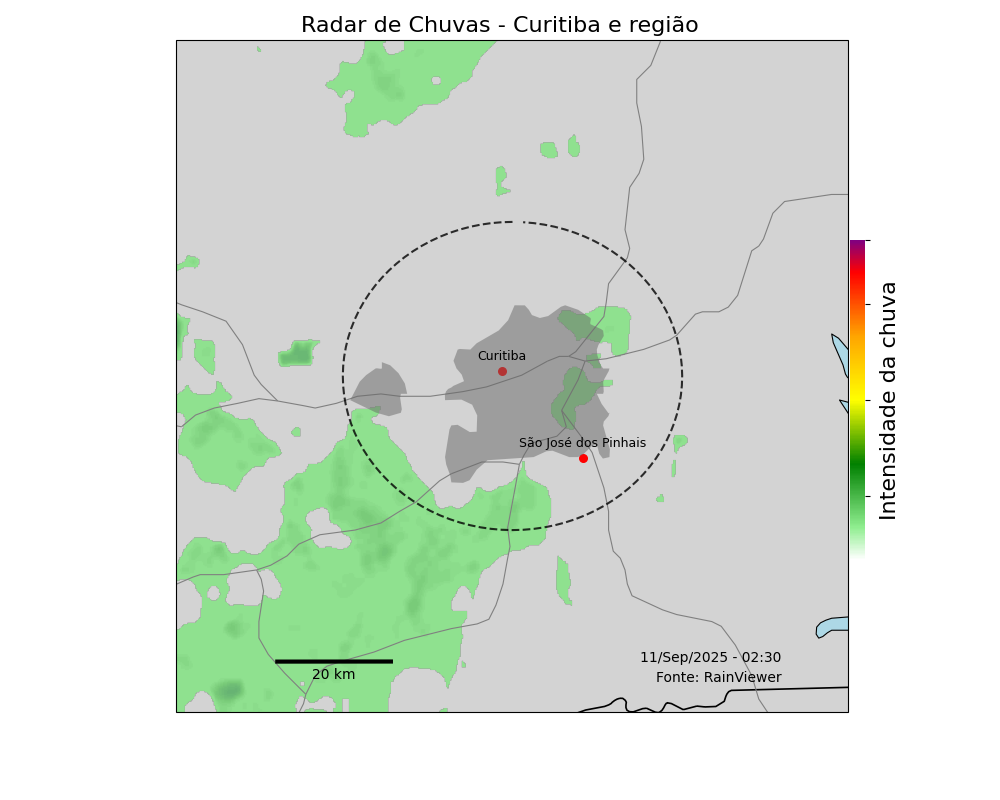 Radar de Chuvas - Curitiba e região
Curitiba
São José dos Pinhais
Intensidade da chuva
11/Sep/2025 - 02:30
20 km
Fonte: RainViewer